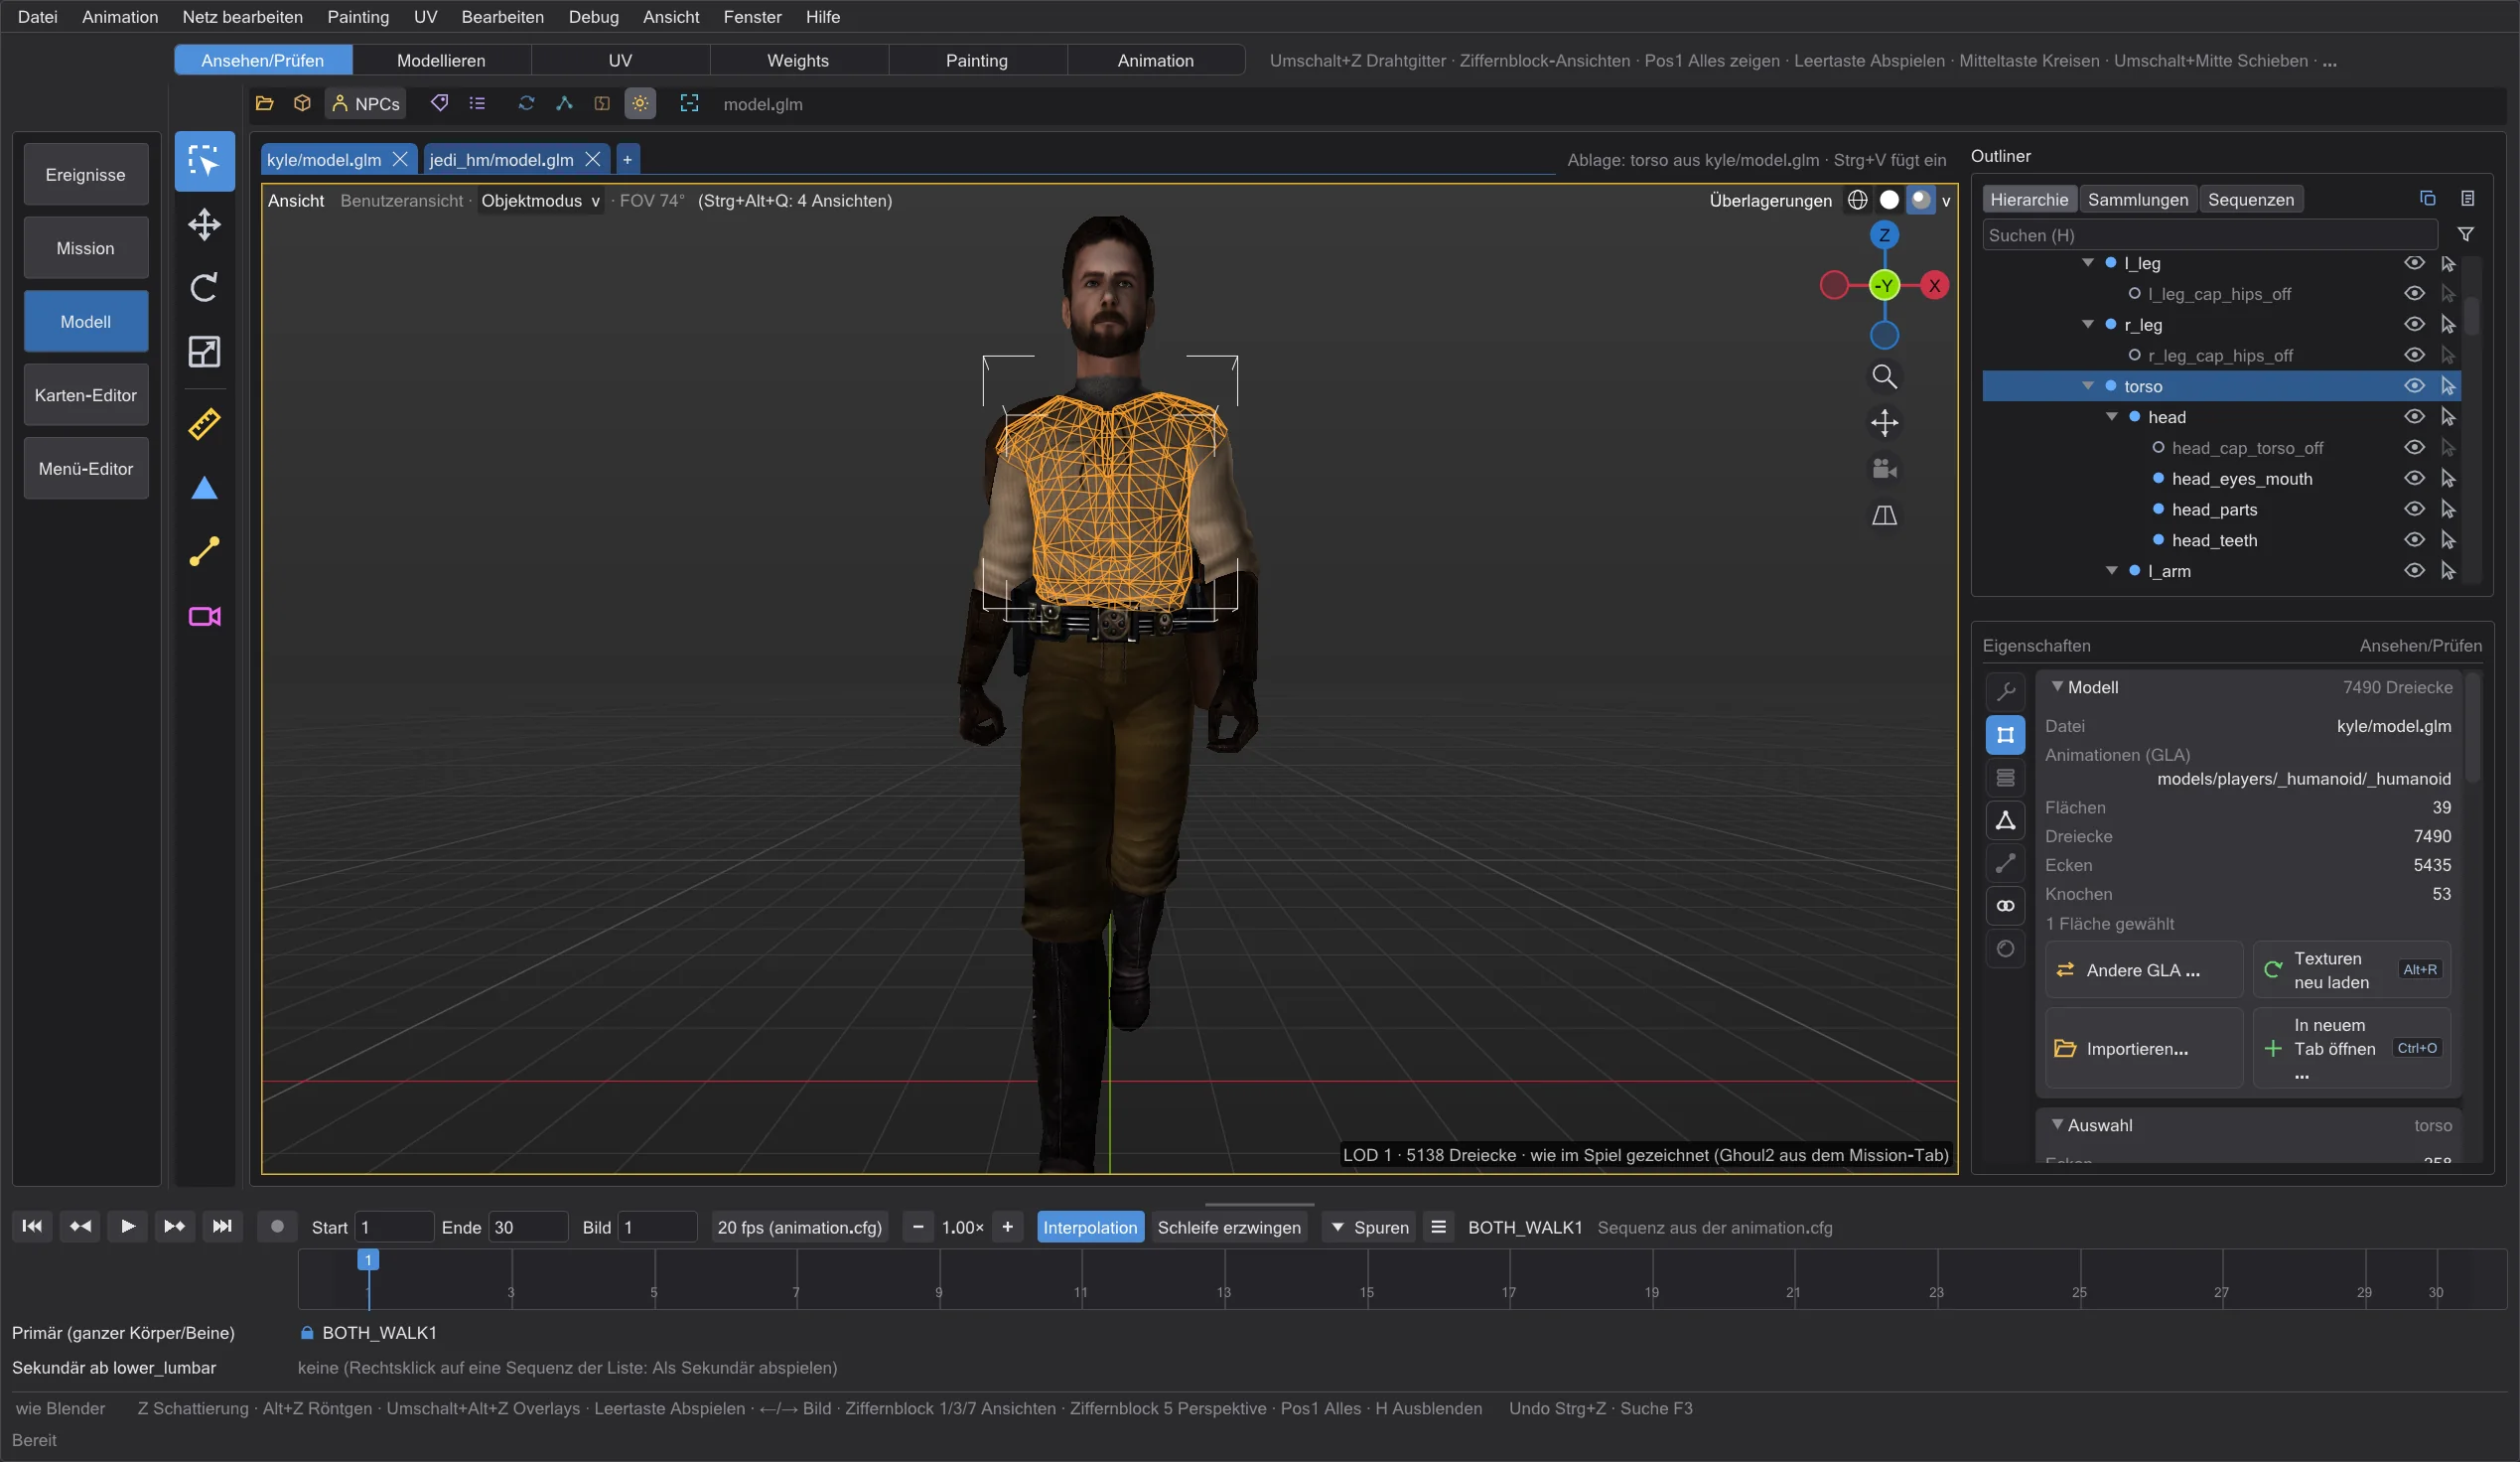 Datei Animation Netz bearbeiten Painting UV Bearbeiten Debug Ansicht Fenster Hilfe
Ansehen/Prüfen Modellieren UV Weights Painting Animation Umschalt+Z Drahtgitter · Ziffernblock-Ansichten · Pos1 Alles zeigen · Leertaste Abspielen · Mitteltaste Kreisen · Umschalt+Mitte Schieben · ...
NPCs model.glm
Ereignisse
Mission
Modell
Karten-Editor
Menü-Editor
kyle/model.glm jedi_hm/model.glm + Ablage: torso aus kyle/model.glm · Strg+V fügt ein
Ansicht Benutzeransicht · Objektmodus v · FOV 74° (Strg+Alt+Q: 4 Ansichten) Überlagerungen v
Z
-Y X
LOD 1 · 5138 Dreiecke · wie im Spiel gezeichnet (Ghoul2 aus dem Mission-Tab)
Outliner
Hierarchie Sammlungen Sequenzen
Suchen (H)
l_leg
l_leg_cap_hips_off
r_leg
r_leg_cap_hips_off
torso
head
head_cap_torso_off
head_eyes_mouth
head_parts
head_teeth
l_arm
Eigenschaften Ansehen/Prüfen
Modell 7490 Dreiecke
Datei kyle/model.glm
Animationen (GLA)
models/players/_humanoid/_humanoid
Flächen 39
Dreiecke 7490
Ecken 5435
Knochen 53
1 Fläche gewählt
Andere GLA ...
Texturen neu laden Alt+R
Importieren...
In neuem Tab öffnen ... Ctrl+O
Auswahl torso
Ecken 258
Start 1 Ende 30 Bild 1 20 fps (animation.cfg) − 1.00× + Interpolation Schleife erzwingen Spuren BOTH_WALK1 Sequenz aus der animation.cfg
1
1 3 5 7 9 11 13 15 17 19 21 23 25 27 29 30
Primär (ganzer Körper/Beine) BOTH_WALK1
Sekundär ab lower_lumbar keine (Rechtsklick auf eine Sequenz der Liste: Als Sekundär abspielen)
wie Blender Z Schattierung · Alt+Z Röntgen · Umschalt+Alt+Z Overlays · Leertaste Abspielen · ←/→ Bild · Ziffernblock 1/3/7 Ansichten · Ziffernblock 5 Perspektive · Pos1 Alles · H Ausblenden Undo Strg+Z · Suche F3
Bereit